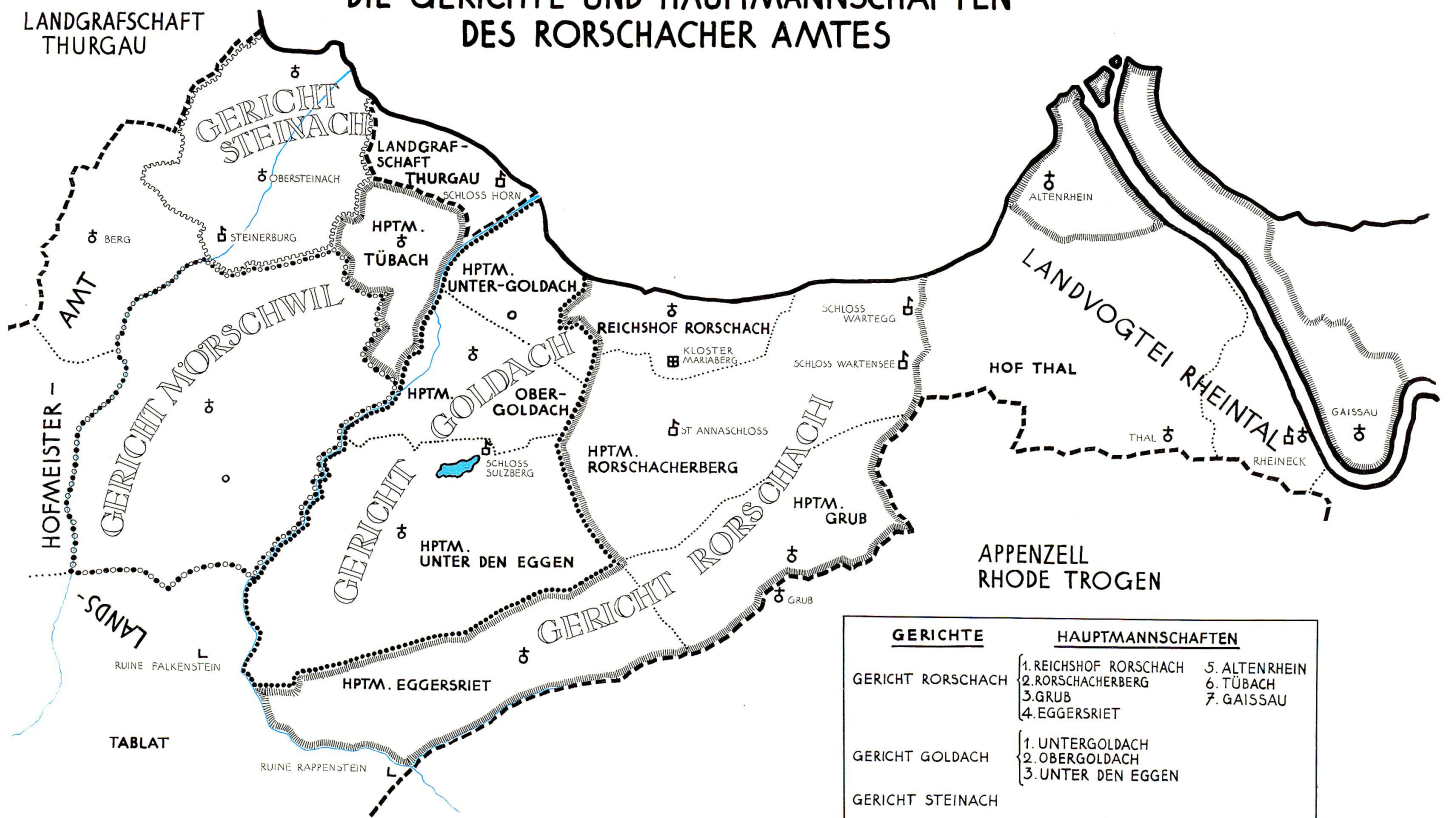 DIE GERICHTE UND HAUPTMANNSCHAFTEN
DES RORSCHACHER AMTES
LANDGRAFSCHAFT
THURGAU
GERICHT
STEINACH
OBERSTEINACH
STEINERBURG
BERG
AMT
HOFMEISTER-
LANDS-
LANDGRAF-
SCHAFT
THURGAU
SCHLOSS HORN
HPTM.
TÜBACH
HPTM.
UNTER-GOLDACH
GERICHT MÖRSCHWIL
HPTM. OBER-
GOLDACH
GERICHT GOLDACH
SCHLOSS
SULZBERG
HPTM.
UNTER DEN EGGEN
REICHSHOF RORSCHACH
KLOSTER
MARIABERG
SCHLOSS
WARTEGG
SCHLOSS WARTENSEE
ST ANNASCHLOSS
HPTM.
RORSCHACHERBERG
GERICHT RORSCHACH
HPTM.
GRUB
GRUB
HPTM. EGGERSRIET
RUINE FALKENSTEIN
TABLAT
RUINE RAPPENSTEIN
ALTENRHEIN
LANDVOGTEI RHEINTAL
HOF THAL
THAL
RHEINECK
GAISSAU
APPENZELL
RHODE TROGEN
GERICHTE HAUPTMANNSCHAFTEN
GERICHT RORSCHACH
1. REICHSHOF RORSCHACH 5. ALTENRHEIN
2. RORSCHACHERBERG 6. TÜBACH
3. GRUB 7. GAISSAU
4. EGGERSRIET
GERICHT GOLDACH
1. UNTERGOLDACH
2. OBERGOLDACH
3. UNTER DEN EGGEN
GERICHT STEINACH